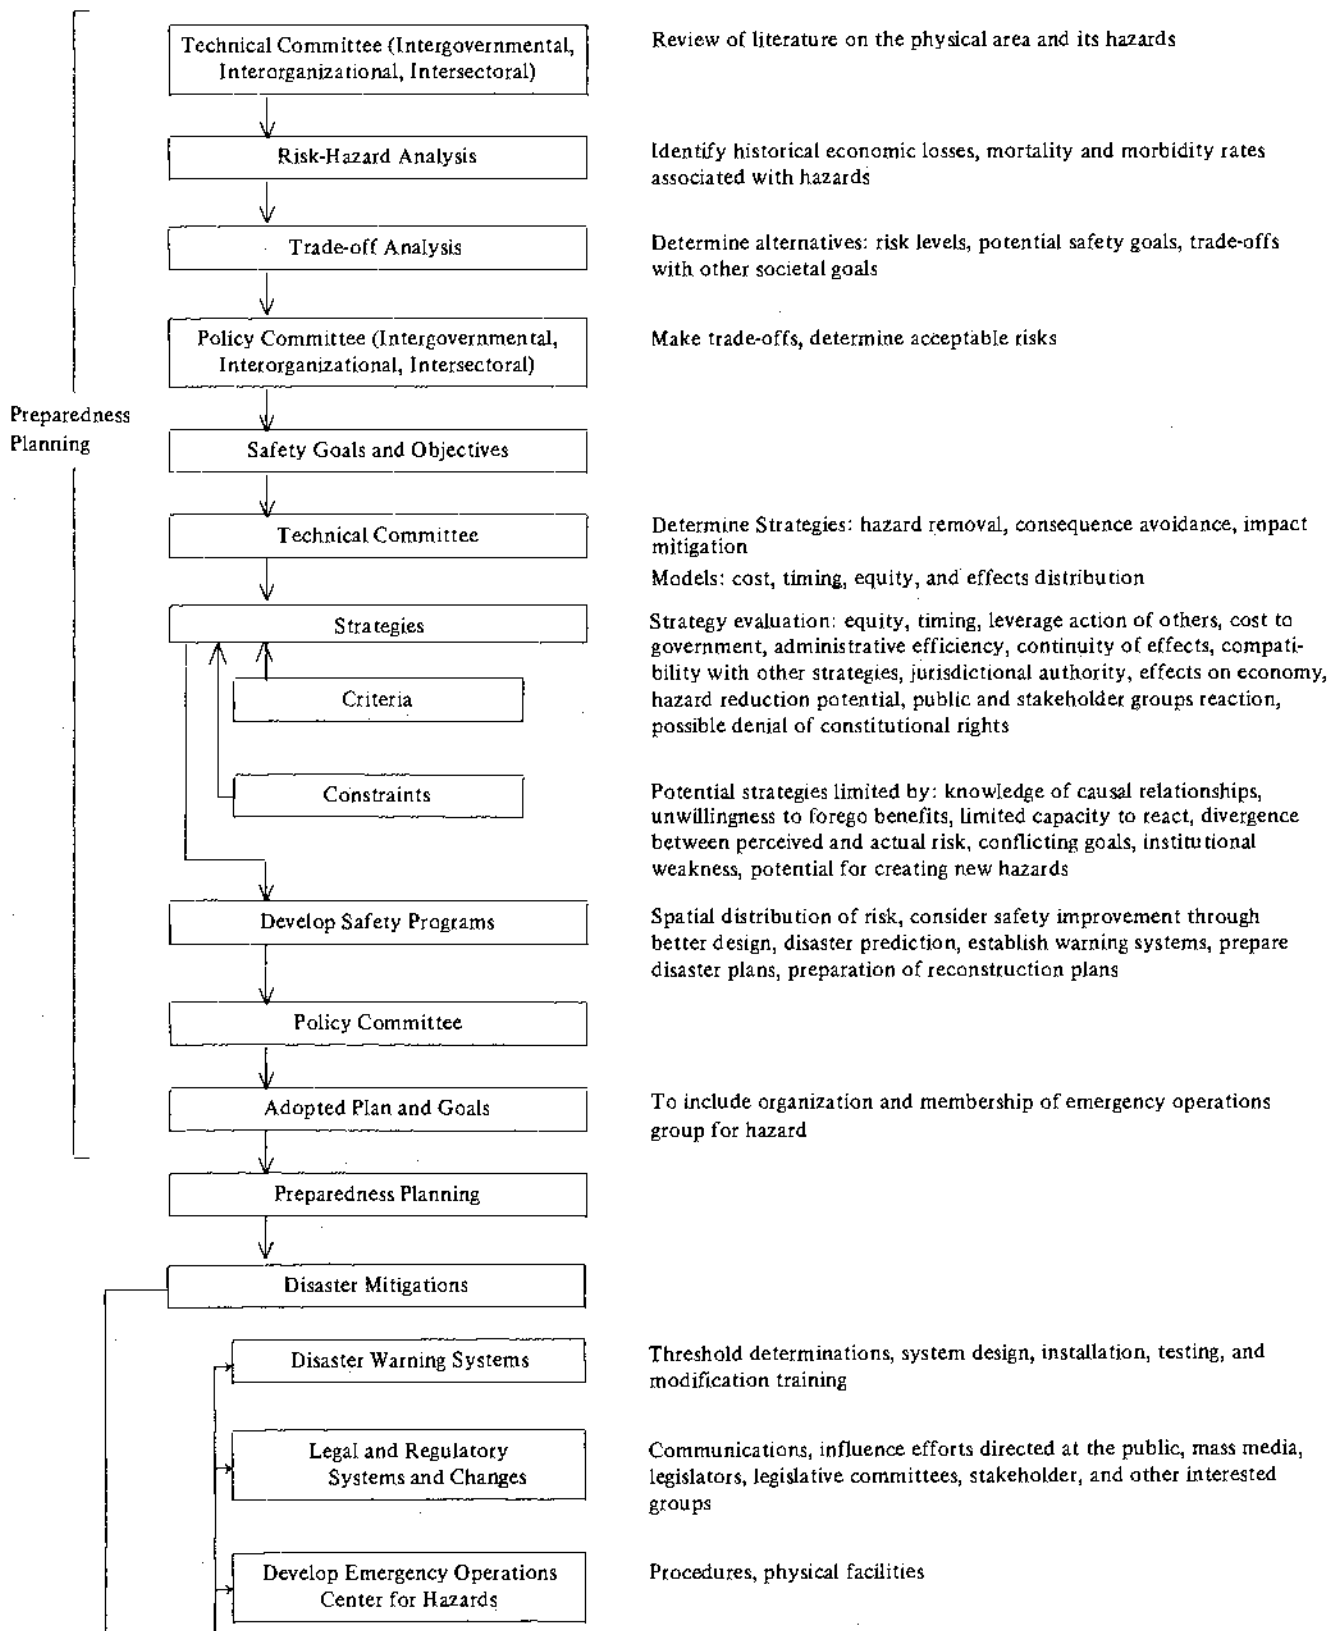 Technical Committee (Intergovernmental,
Interorganizational, Intersectoral)
Review of literature on the physical area and its hazards
Risk-Hazard Analysis
Identify historical economic losses, mortality and morbidity rates
associated with hazards
Trade-off Analysis
Determine alternatives: risk levels, potential safety goals, trade-offs
with other societal goals
Policy Committee (Intergovernmental,
Interorganizational, Intersectoral)
Make trade-offs, determine acceptable risks
Preparedness
Planning
Safety Goals and Objectives
Technical Committee
Determine Strategies: hazard removal, consequence avoidance, impact
mitigation
Models: cost, timing, equity, and effects distribution
Strategies
Strategy evaluation: equity, timing, leverage action of others, cost to
government, administrative efficiency, continuity of effects, compati-
bility with other strategies, jurisdictional authority, effects on economy,
hazard reduction potential, public and stakeholder groups reaction,
possible denial of constitutional rights
Criteria
Constraints
Potential strategies limited by: knowledge of causal relationships,
unwillingness to forego benefits, limited capacity to react, divergence
between perceived and actual risk, conflicting goals, institutional
weakness, potential for creating new hazards
Develop Safety Programs
Spatial distribution of risk, consider safety improvement through
better design, disaster prediction, establish warning systems, prepare
disaster plans, preparation of reconstruction plans
Policy Committee
Adopted Plan and Goals
To include organization and membership of emergency operations
group for hazard
Preparedness Planning
Disaster Mitigations
Disaster Warning Systems
Threshold determinations, system design, installation, testing, and
modification training
Legal and Regulatory
Systems and Changes
Communications, influence efforts directed at the public, mass media,
legislators, legislative committees, stakeholder, and other interested
groups
Develop Emergency Operations
Center for Hazards
Procedures, physical facilities